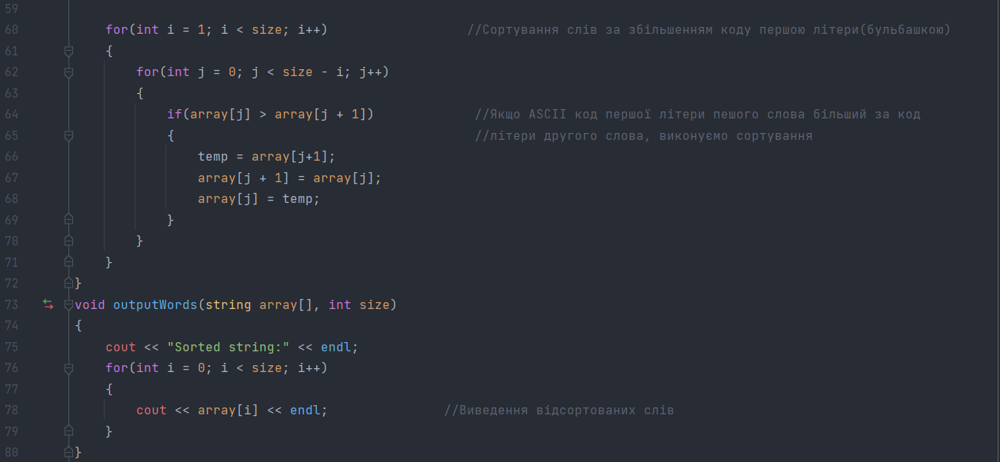 59
60 for(int i = 1; i < size; i++) //Сортування слів за збільшенням коду першою літери(бульбашкою)
61 {
62 for(int j = 0; j < size - i; j++)
63 {
64 if(array[j] > array[j + 1]) //Якщо ASCII код першої літери пешого слова більший за код
65 { //літери другого слова, виконуємо сортування
66 temp = array[j+1];
67 array[j + 1] = array[j];
68 array[j] = temp;
69 }
70 }
71 }
72 }
73 void outputWords(string array[], int size)
74 {
75 cout << "Sorted string:" << endl;
76 for(int i = 0; i < size; i++)
77 {
78 cout << array[i] << endl; //Виведення відсортованих слів
79 }
80 }